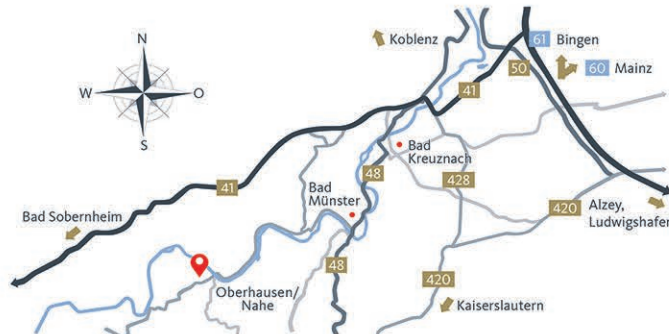 N
W
O
S
Koblenz
61
Bingen
50
60
Mainz
41
Bad
Kreuznach
48
428
41
Bad
Münster
Bad Sobernheim
420
Alzey,
Ludwigshafen
48
Oberhausen/
Nahe
420
Kaiserslautern